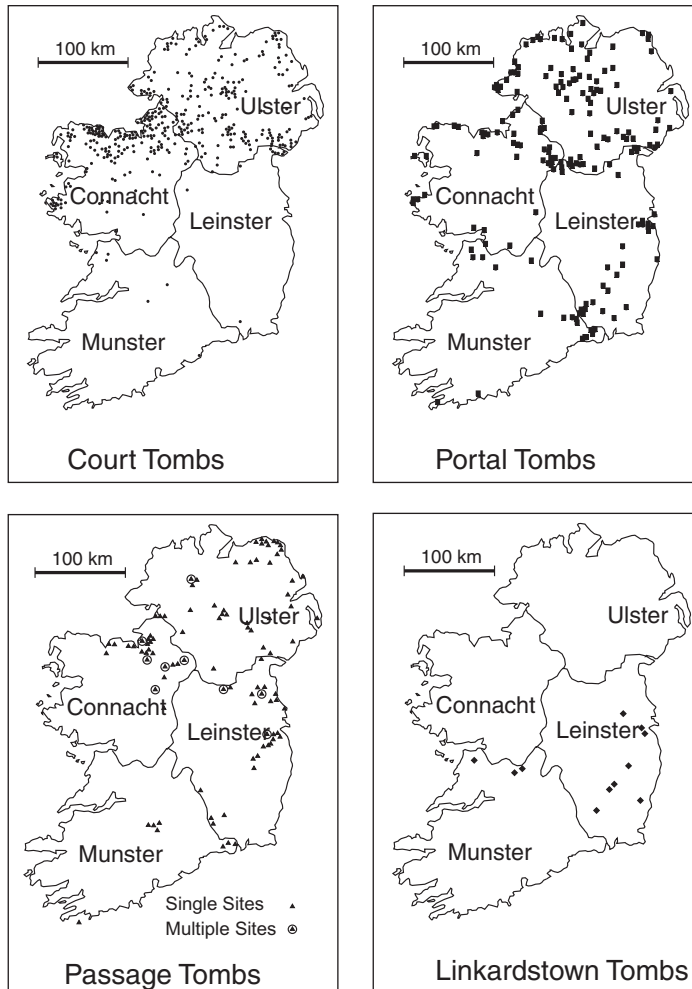 100 km
Ulster
Connacht
Leinster
Munster
Court Tombs
100 km
Ulster
Connacht
Leinster
Munster
Portal Tombs
100 km
Ulster
Connacht
Leinster
Munster
Single Sites
Multiple Sites
Passage Tombs
100 km
Ulster
Connacht
Leinster
Munster
Linkardstown Tombs